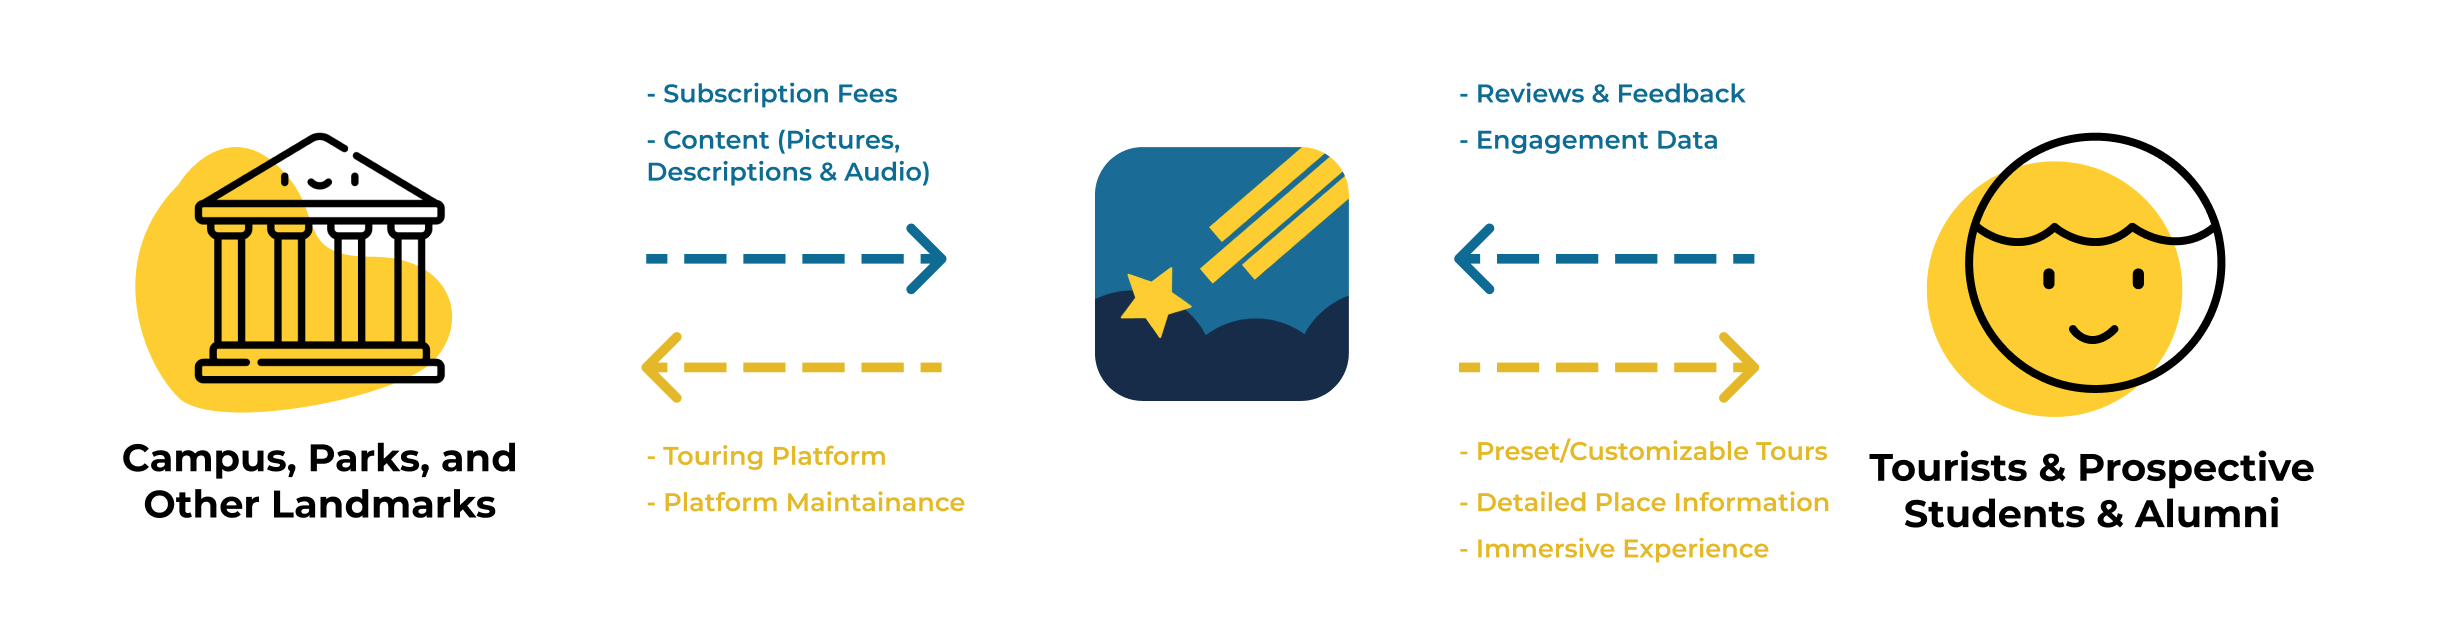 - Subscription Fees
- Content (Pictures,
Descriptions & Audio)
- Reviews & Feedback
- Engagement Data
Campus, Parks, and
Other Landmarks
- Touring Platform
- Platform Maintainance
- Preset/Customizable Tours
- Detailed Place Information
- Immersive Experience
Tourists & Prospective
Students & Alumni